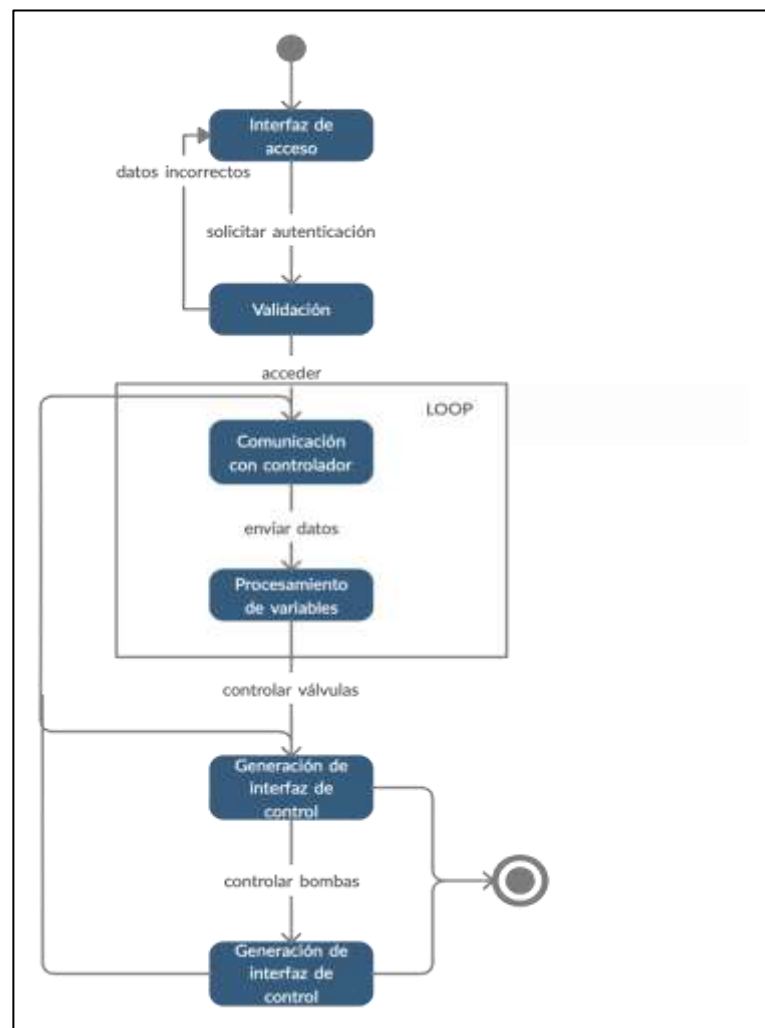 Interfaz de
acceso
datos incorrectos
solicitar autenticación
Validación
acceder
LOOP
Comunicación
con controlador
enviar datos
Procesamiento
de variables
controlar válvulas
Generación de
interfaz de
control
controlar bombas
Generación de
interfaz de
control